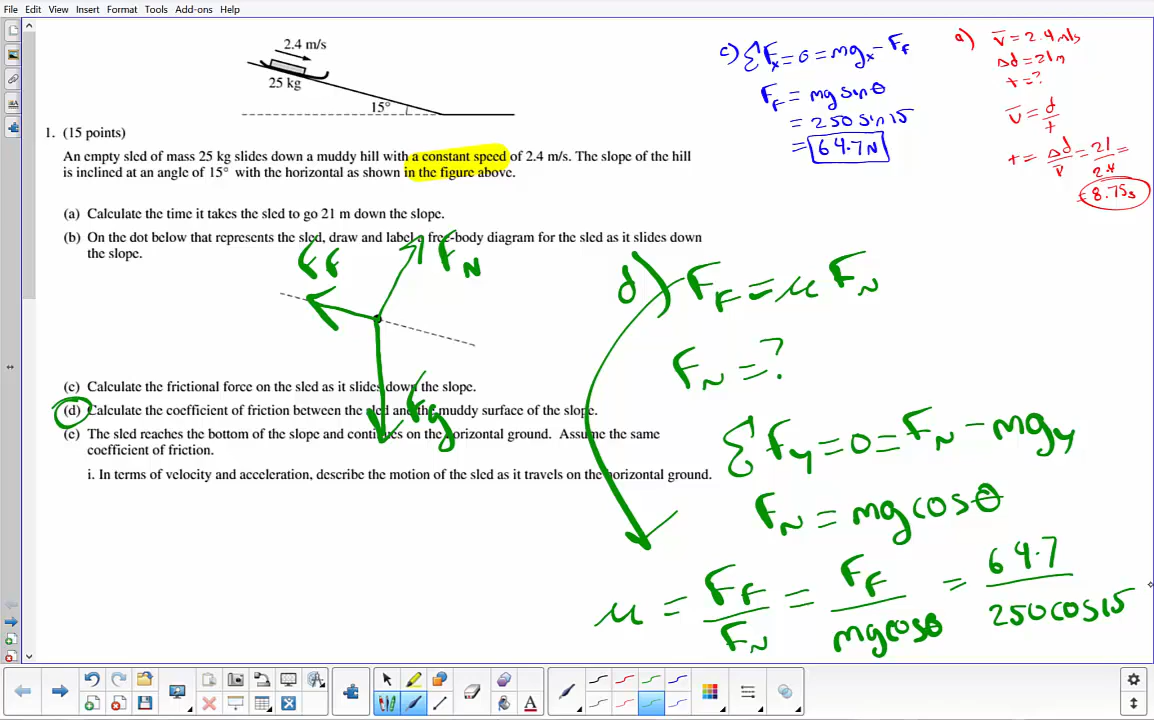 File Edit View Insert Format Tools Add-ons Help
2.4 m/s
25 kg
15°
1. (15 points)
An empty sled of mass 25 kg slides down a muddy hill with a constant speed of 2.4 m/s. The slope of the hill
is inclined at an angle of 15° with the horizontal as shown in the figure above.
(a) Calculate the time it takes the sled to go 21 m down the slope.
(b) On the dot below that represents the sled, draw and label a free-body diagram for the sled as it slides down
the slope.
Ff
FN
Fg
(c) Calculate the frictional force on the sled as it slides down the slope.
(d) Calculate the coefficient of friction between the sled and the muddy surface of the slope.
(e) The sled reaches the bottom of the slope and continues on the horizontal ground. Assume the same
coefficient of friction.
i. In terms of velocity and acceleration, describe the motion of the sled as it travels on the horizontal ground.
c) ΣFx = 0 = mgx - Ff
Ff = mg sinθ
= 250 sin 15
= 64.7N
a) v̅ = 2.4 m/s
Δd = 21m
t = ?
v̅ = d/t
t = Δd/v̅ = 21/2.4 =
= 8.75s
d) FF = μ FN
FN = ?
ΣFy = 0 = FN - mgy
FN = mg cosθ
μ = FF/FN = FF/mgcosθ = 64.7/250cos15